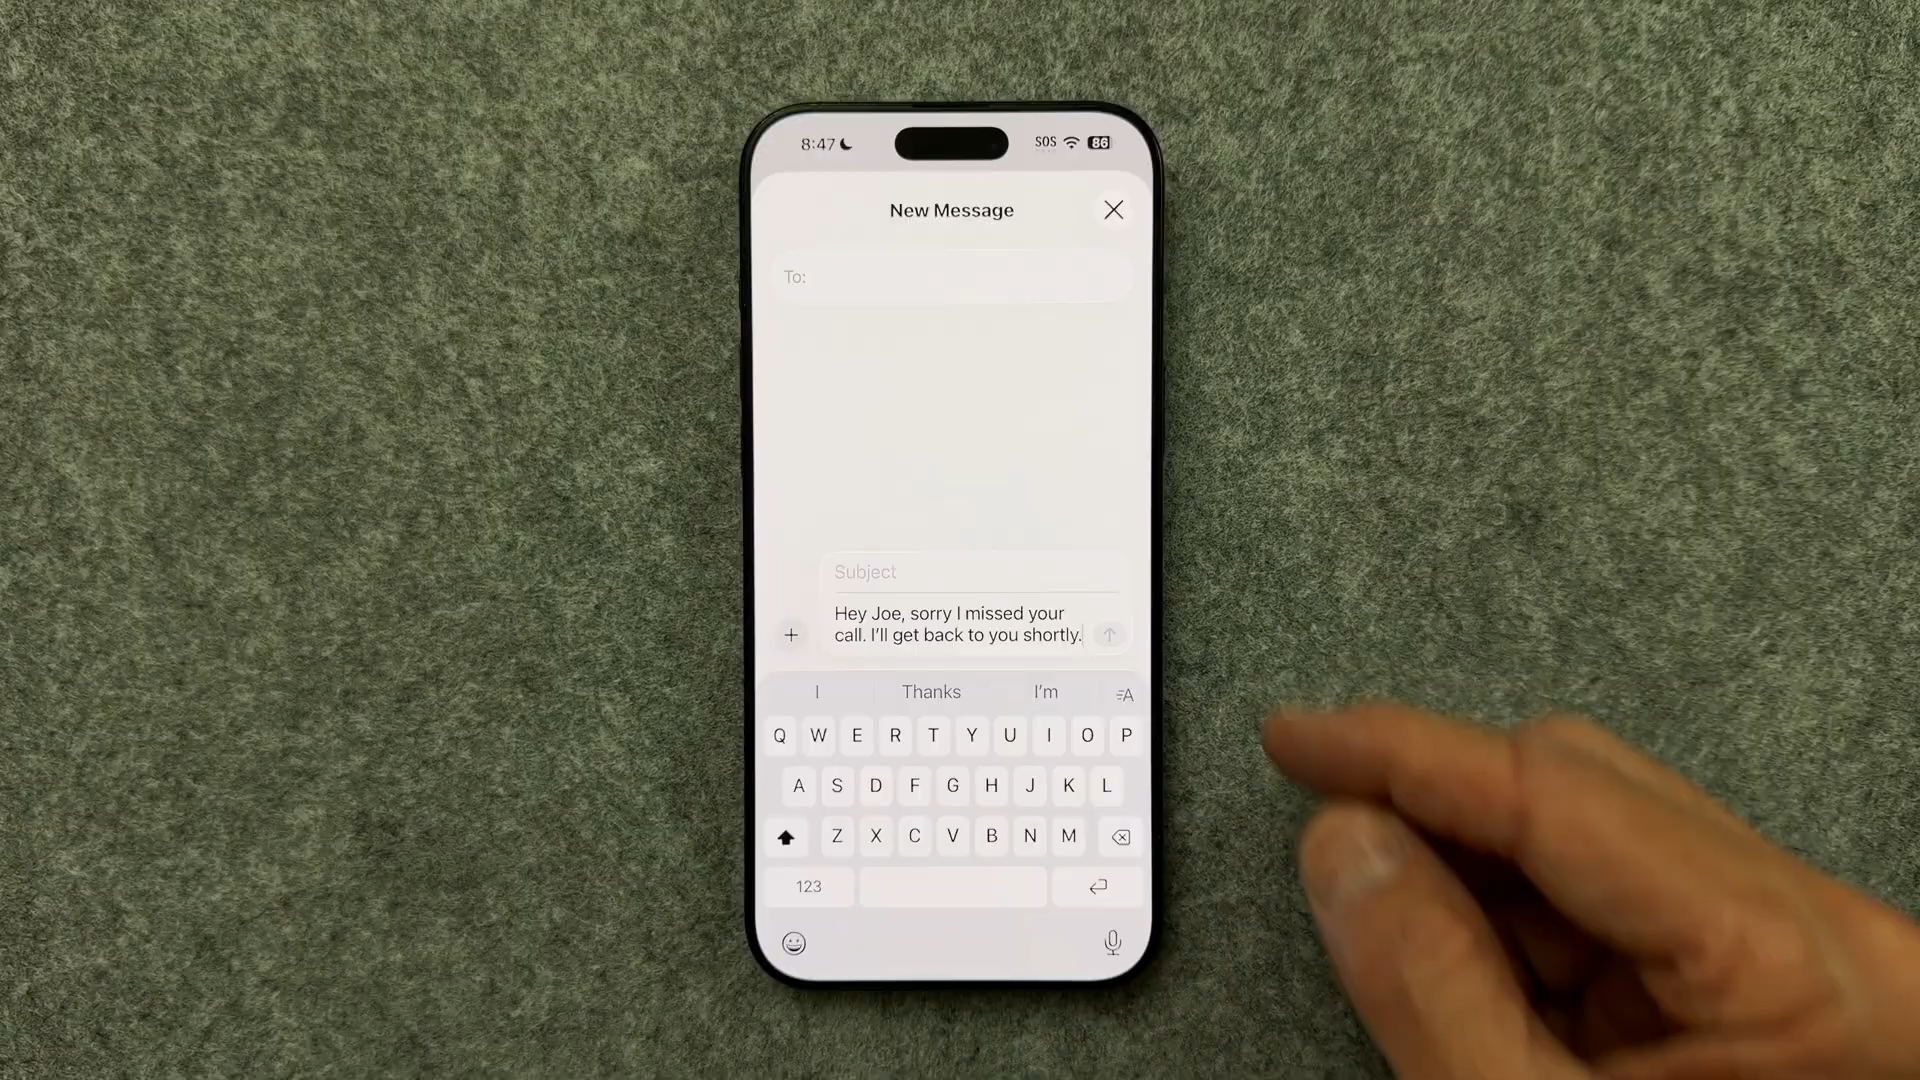 8:47
SOS 86
New Message
To:
Subject
Hey Joe, sorry I missed your
call. I'll get back to you shortly.
I Thanks I'm A
Q W E R T Y U I O P
A S D F G H J K L
Z X C V B N M
123